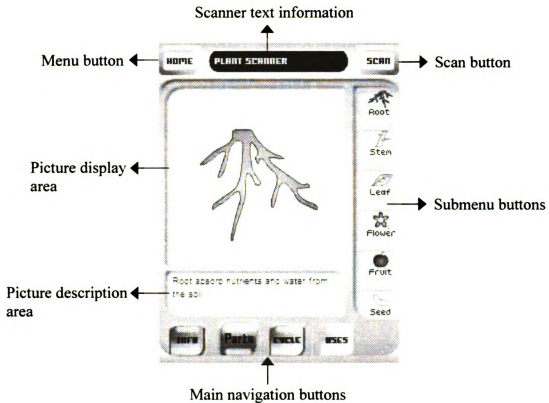 Scanner text information
Menu button
HOME
PLANT SCANNER
SCAN
Scan button
Root
Stem
Picture display
area
Leaf
Submenu buttons
Flower
Fruit
Root absorb nutrients and water from
the soil
Picture description
area
Seed
INFO
Parts
CYCLE
USES
Main navigation buttons